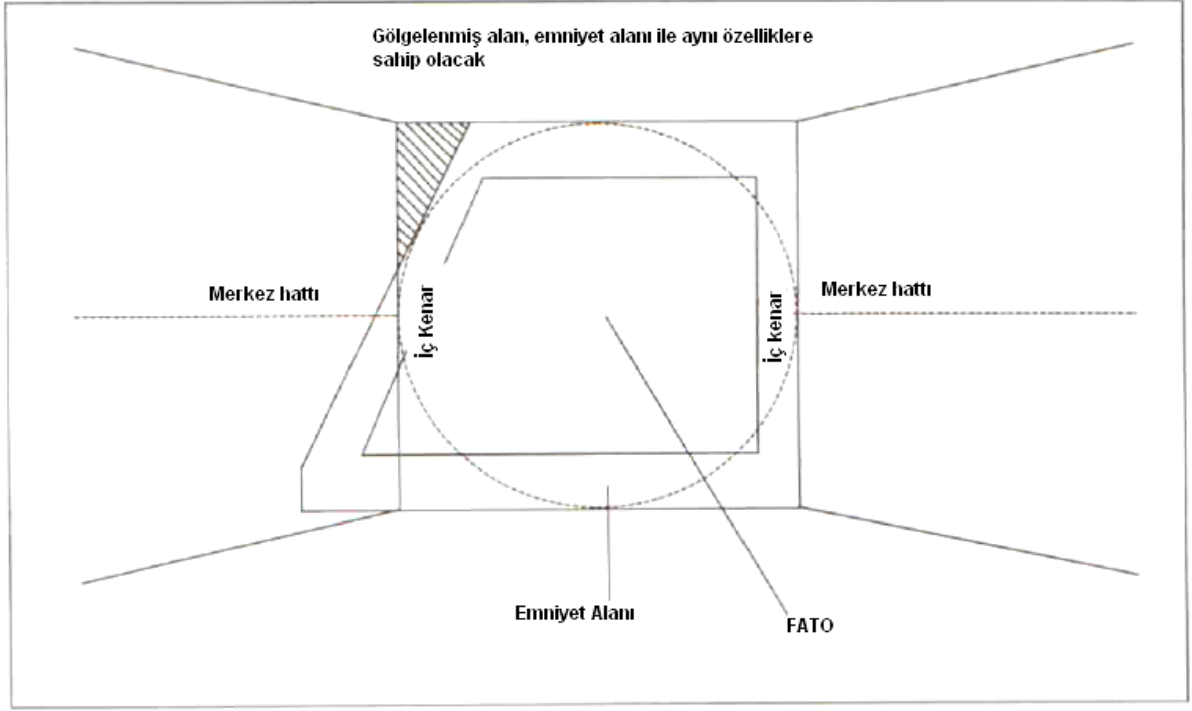 Gölgelenmiş alan, emniyet alanı ile aynı özelliklere
sahip olacak
Merkez hattı
İç Kenar
İç kenar
Merkez hattı
Emniyet Alanı
FATO